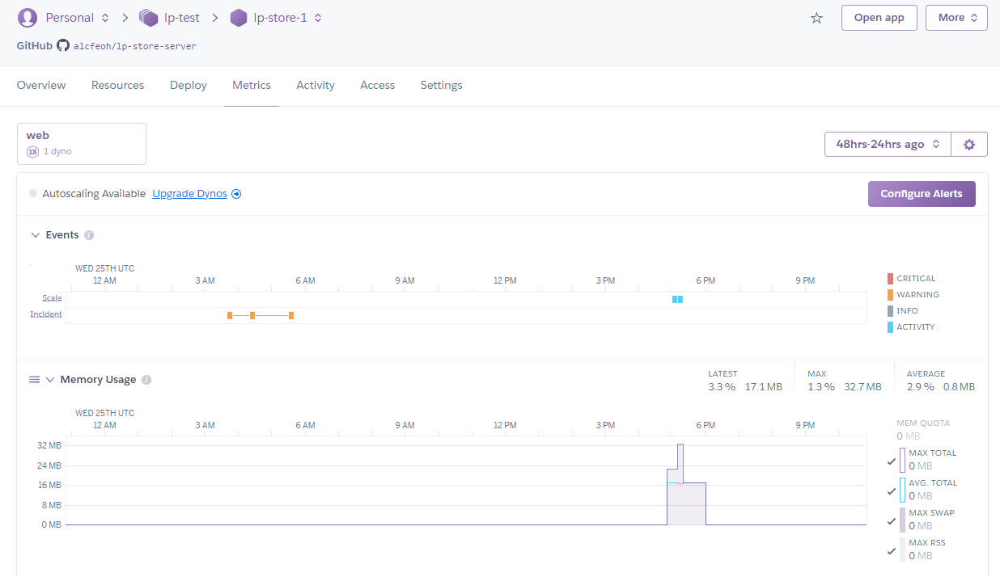 Personal lp-test lp-store-1 Open app More
GitHub alcfeoh/lp-store-server
Overview Resources Deploy Metrics Activity Access Settings
web
1X 1 dyno
48hrs-24hrs ago
Autoscaling Available Upgrade Dynos Configure Alerts
Events i
WED 25TH UTC
12 AM 3 AM 6 AM 9 AM 12 PM 3 PM 6 PM 9 PM
Scale
Incident
CRITICAL
WARNING
INFO
ACTIVITY
Memory Usage i
LATEST MAX AVERAGE
3.3 % 17.1 MB 1.3 % 32.7 MB 2.9 % 0.8 MB
WED 25TH UTC
12 AM 3 AM 6 AM 9 AM 12 PM 3 PM 6 PM 9 PM
32 MB
24 MB
16 MB
8 MB
0 MB
MEM QUOTA
0 MB
MAX TOTAL
0 MB
AVG. TOTAL
0 MB
MAX SWAP
0 MB
MAX RSS
0 MB